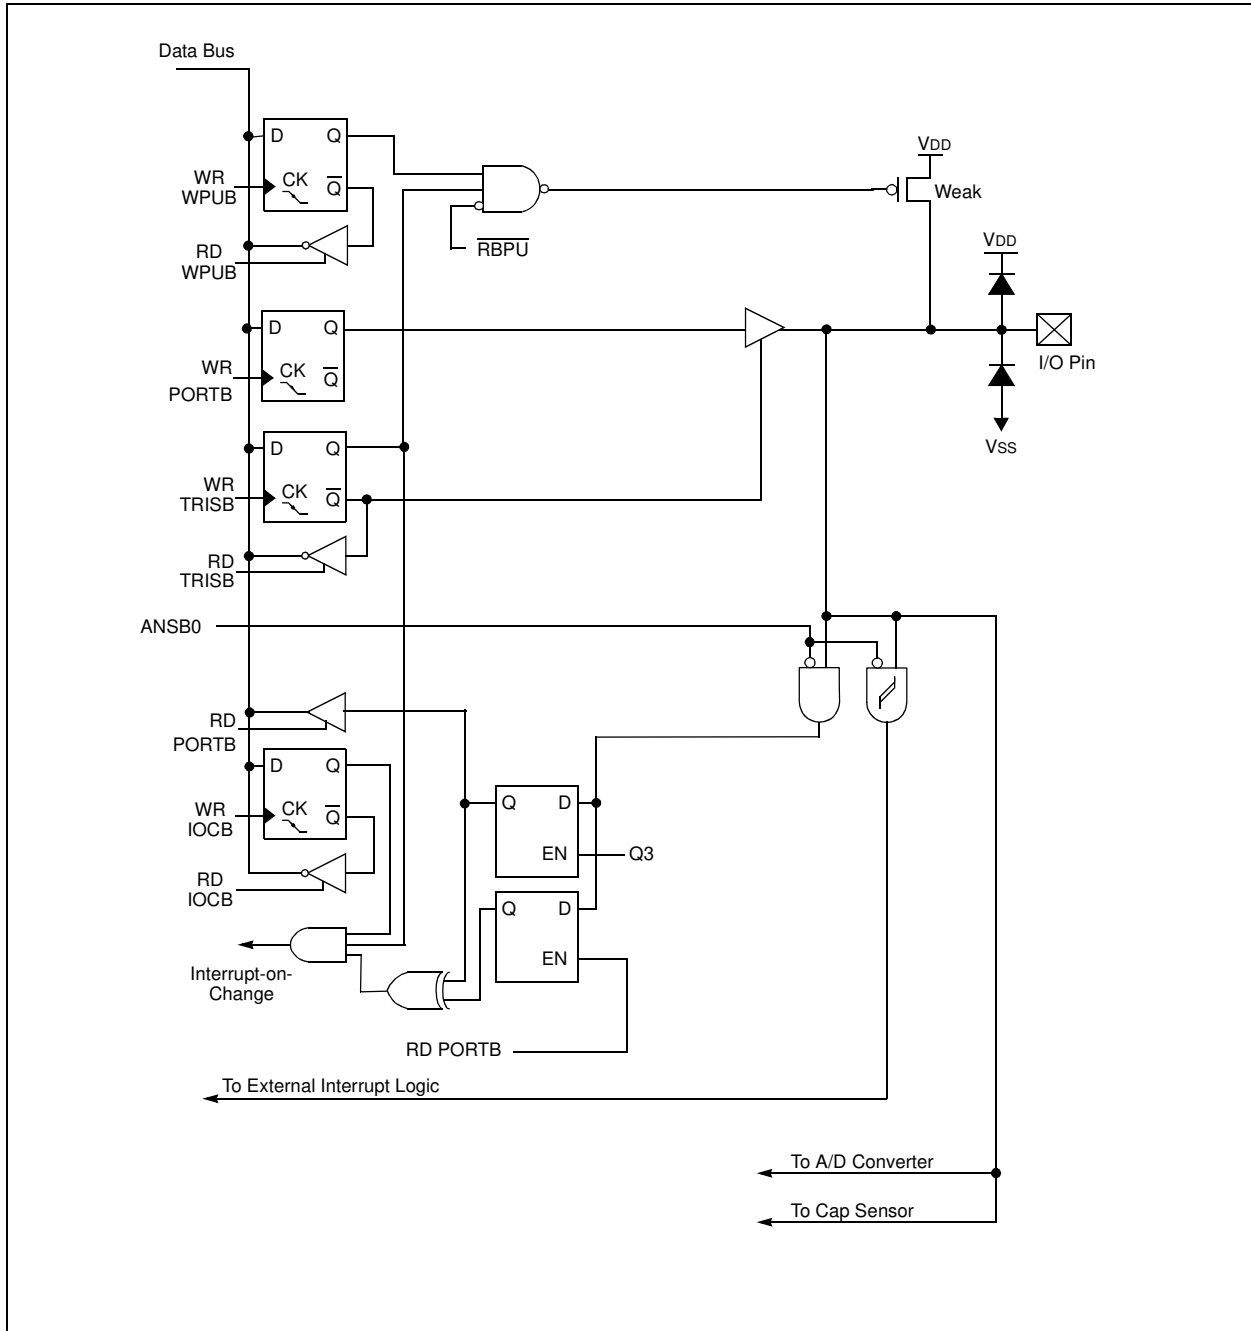 Data Bus
D Q
CK Q
WR
WPUB
RD
WPUB
RBPU
VDD
Weak
VDD
I/O Pin
VSS
D Q
CK Q
WR
PORTB
D Q
CK Q
WR
TRISB
RD
TRISB
ANSB0
RD
PORTB
D Q
CK Q
WR
IOCB
RD
IOCB
Q D
EN Q3
Q D
EN
Interrupt-on-
Change
RD PORTB
To External Interrupt Logic
To A/D Converter
To Cap Sensor